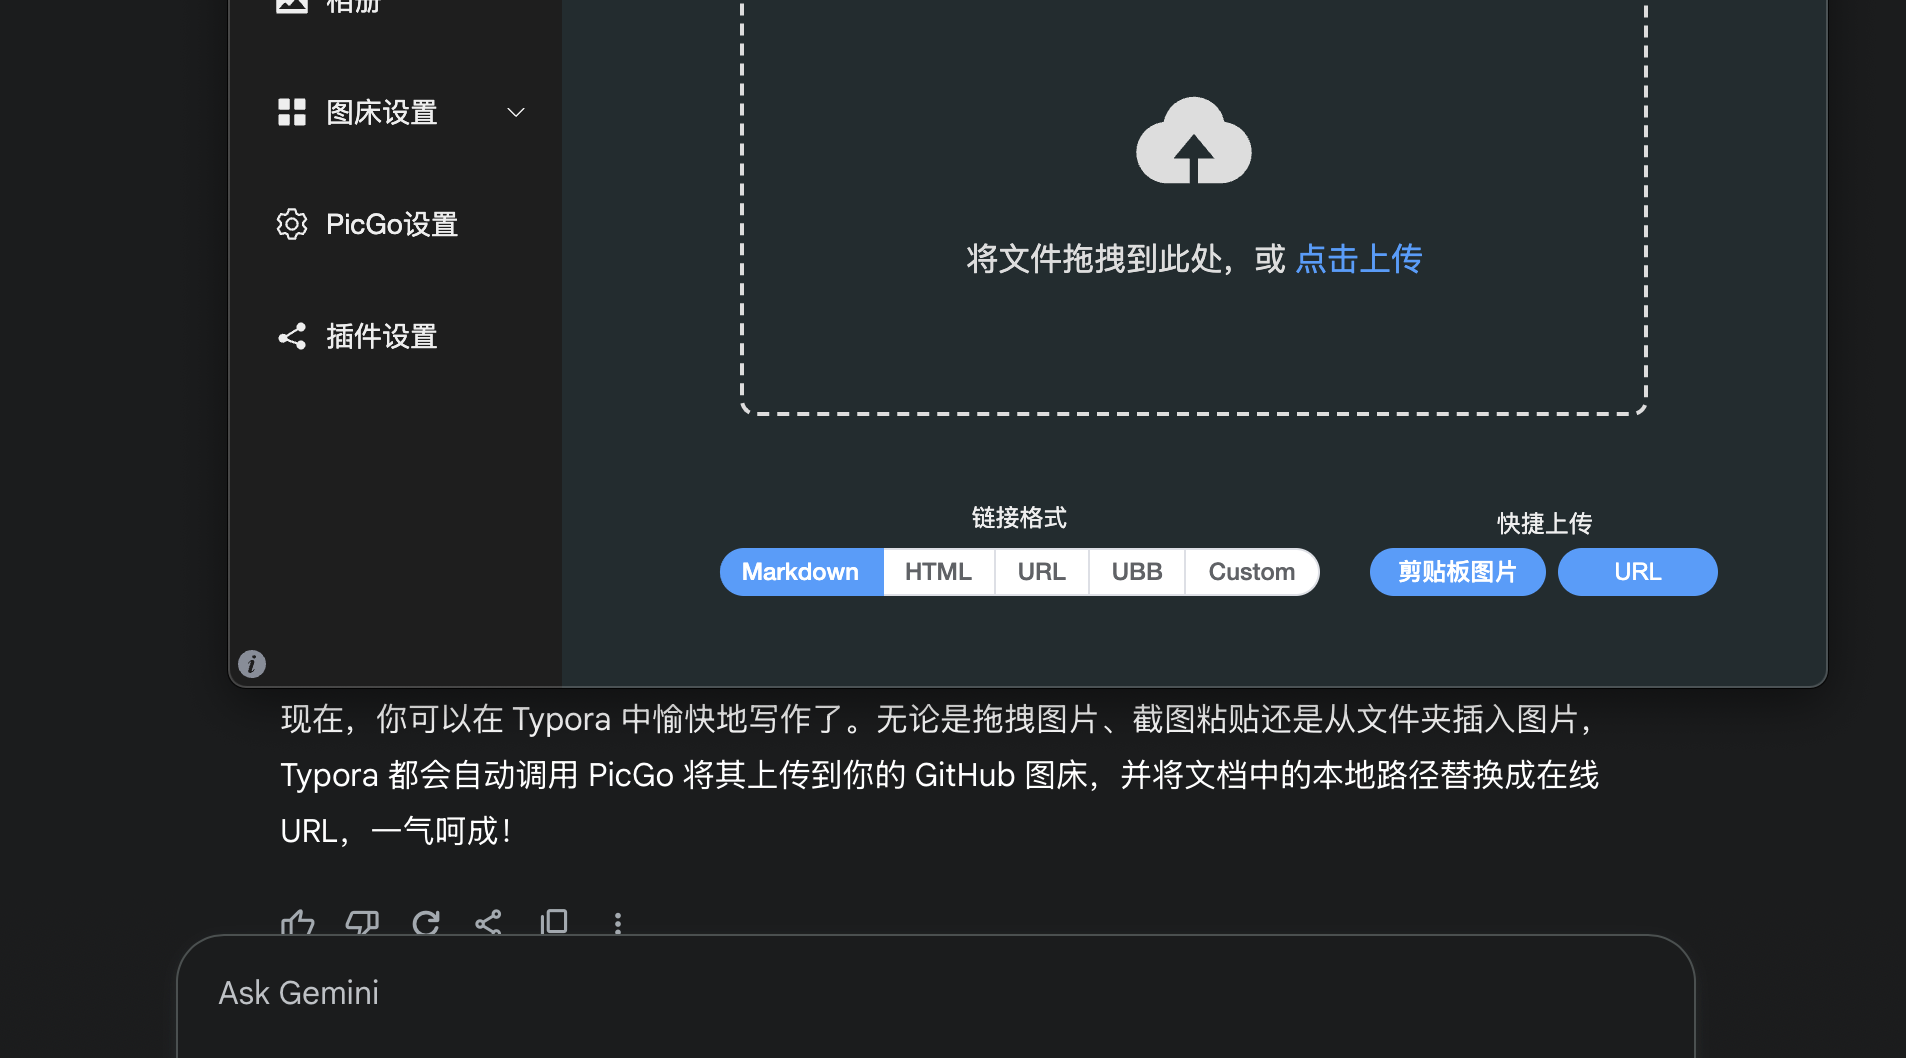 相册
图床设置
PicGo设置
插件设置
将文件拖拽到此处，或 点击上传
链接格式
快捷上传
Markdown HTML URL UBB Custom
剪贴板图片 URL
现在，你可以在 Typora 中愉快地写作了。无论是拖拽图片、截图粘贴还是从文件夹插入图片，
Typora 都会自动调用 PicGo 将其上传到你的 GitHub 图床，并将文档中的本地路径替换成在线
URL，一气呵成！
Ask Gemini